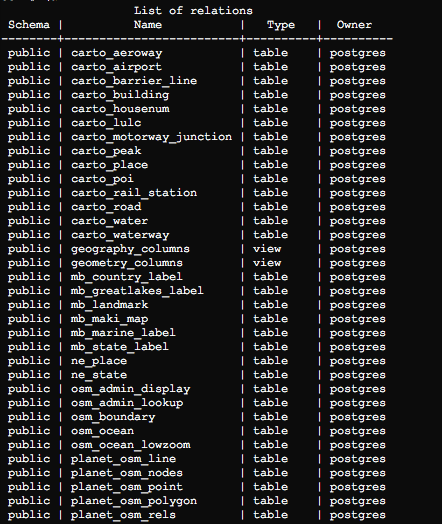 List of relations
Schema | Name | Type | Owner
--------+-------------------------+----------+----------
public | carto_aeroway | table | postgres
public | carto_airport | table | postgres
public | carto_barrier_line | table | postgres
public | carto_building | table | postgres
public | carto_housenum | table | postgres
public | carto_lulc | table | postgres
public | carto_motorway_junction | table | postgres
public | carto_peak | table | postgres
public | carto_place | table | postgres
public | carto_poi | table | postgres
public | carto_rail_station | table | postgres
public | carto_road | table | postgres
public | carto_water | table | postgres
public | carto_waterway | table | postgres
public | geography_columns | view | postgres
public | geometry_columns | view | postgres
public | mb_country_label | table | postgres
public | mb_greatlakes_label | table | postgres
public | mb_landmark | table | postgres
public | mb_maki_map | table | postgres
public | mb_marine_label | table | postgres
public | mb_state_label | table | postgres
public | ne_place | table | postgres
public | ne_state | table | postgres
public | osm_admin_display | table | postgres
public | osm_admin_lookup | table | postgres
public | osm_boundary | table | postgres
public | osm_ocean | table | postgres
public | osm_ocean_lowzoom | table | postgres
public | planet_osm_line | table | postgres
public | planet_osm_nodes | table | postgres
public | planet_osm_point | table | postgres
public | planet_osm_polygon | table | postgres
public | planet_osm_rels | table | postgres